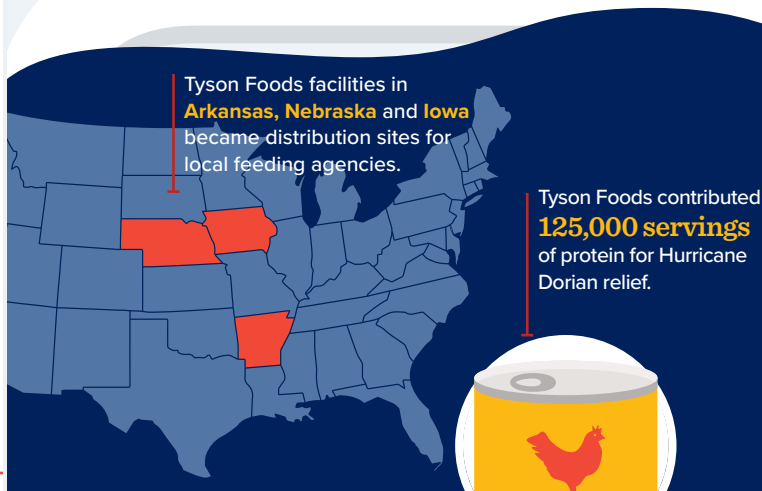 Tyson Foods facilities in
Arkansas, Nebraska and Iowa
became distribution sites for
local feeding agencies.
Tyson Foods contributed
125,000 servings
of protein for Hurricane
Dorian relief.